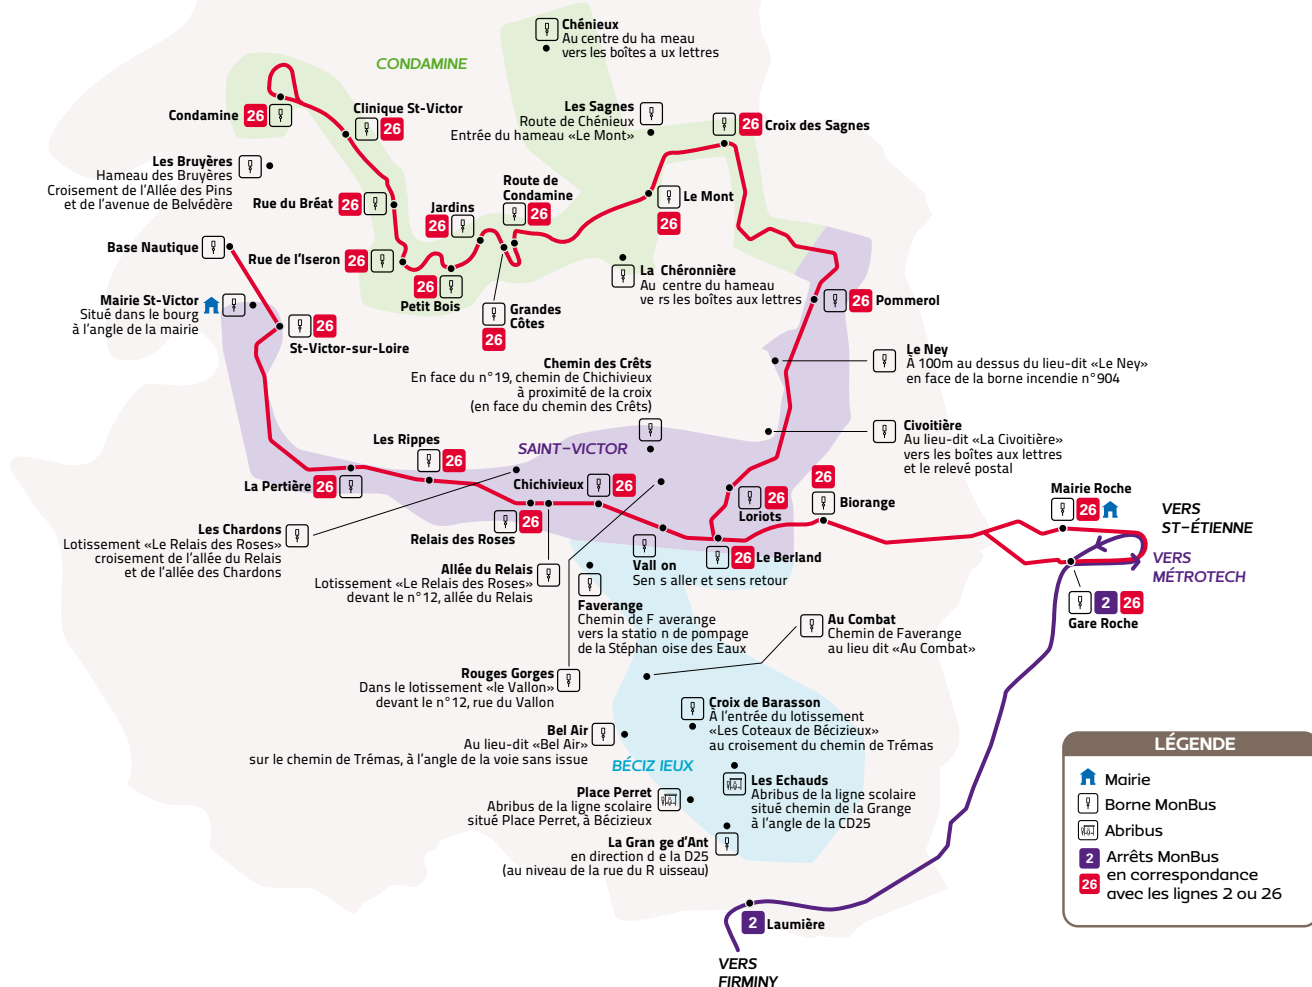 Chénieux
Au centre du ha meau
vers les boîtes a ux lettres
CONDAMINE
Condamine 26
Clinique St-Victor
26
Les Sagnes
Route de Chénieux
Entrée du hameau «Le Mont»
26 Croix des Sagnes
Les Bruyères
Hameau des Bruyères
Croisement de l'Allée des Pins
et de l'avenue de Belvédère
Rue du Bréat 26
Jardins
26
Route de
Condamine
26
Le Mont
26
Base Nautique
Rue de l'Iseron 26
26
Petit Bois
La Chéronnière
Au centre du hameau
ve rs les boîtes aux lettres
Mairie St-Victor
Situé dans le bourg
à l'angle de la mairie
26
St-Victor-sur-Loire
Grandes
Côtes
26
26 Pommerol
Le Ney
À 100m au dessus du lieu-dit «Le Ney»
en face de la borne incendie n°904
Chemin des Crêts
En face du n°19, chemin de Chichivieux
à proximité de la croix
(en face du chemin des Crêts)
Civoitière
Au lieu-dit «La Civoitière»
vers les boîtes aux lettres
et le relevé postal
SAINT-VICTOR
Les Rippes
26
La Pertière 26
Chichivieux
26
26
Loriots
26
Biorange
Mairie Roche
26
VERS
ST-ÉTIENNE
VERS
MÉTROTECH
Les Chardons
Lotissement «Le Relais des Roses»
croisement de l'allée du Relais
et de l'allée des Chardons
26
Relais des Roses
Allée du Relais
Lotissement «Le Relais des Roses»
devant le n°12, allée du Relais
Vall on
Sen s aller et sens retour
26 Le Berland
2 26
Gare Roche
Faverange
Chemin de F averange
vers la statio n de pompage
de la Stéphan oise des Eaux
Au Combat
Chemin de Faverange
au lieu dit «Au Combat»
Rouges Gorges
Dans le lotissement «le Vallon»
devant le n°12, rue du Vallon
Croix de Barasson
À l'entrée du lotissement
«Les Coteaux de Bécizieux»
au croisement du chemin de Trémas
Bel Air
Au lieu-dit «Bel Air»
sur le chemin de Trémas, à l'angle de la voie sans issue
BÉCIZ IEUX
Les Echauds
Abribus de la ligne scolaire
situé chemin de la Grange
à l'angle de la CD25
Place Perret
Abribus de la ligne scolaire
situé Place Perret, à Bécizieux
La Gran ge d'Ant
en direction d e la D25
(au niveau de la rue du R uisseau)
2 Laumière
VERS
FIRMINY
LÉGENDE
Mairie
Borne MonBus
Abribus
2 Arrêts MonBus
en correspondance
26 avec les lignes 2 ou 26